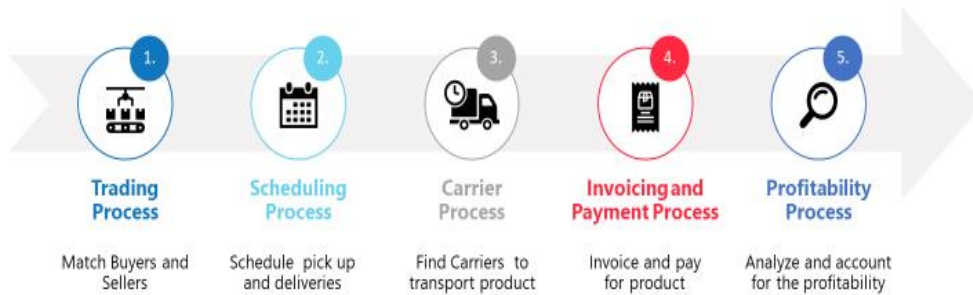 1.
Trading
Process
Match Buyers and
Sellers
2.
Scheduling
Process
Schedule pick up
and deliveries
3.
Carrier
Process
Find Carriers to
transport product
4.
Invoicing and
Payment Process
Invoice and pay
for product
5.
Profitability
Process
Analyze and account
for the profitability